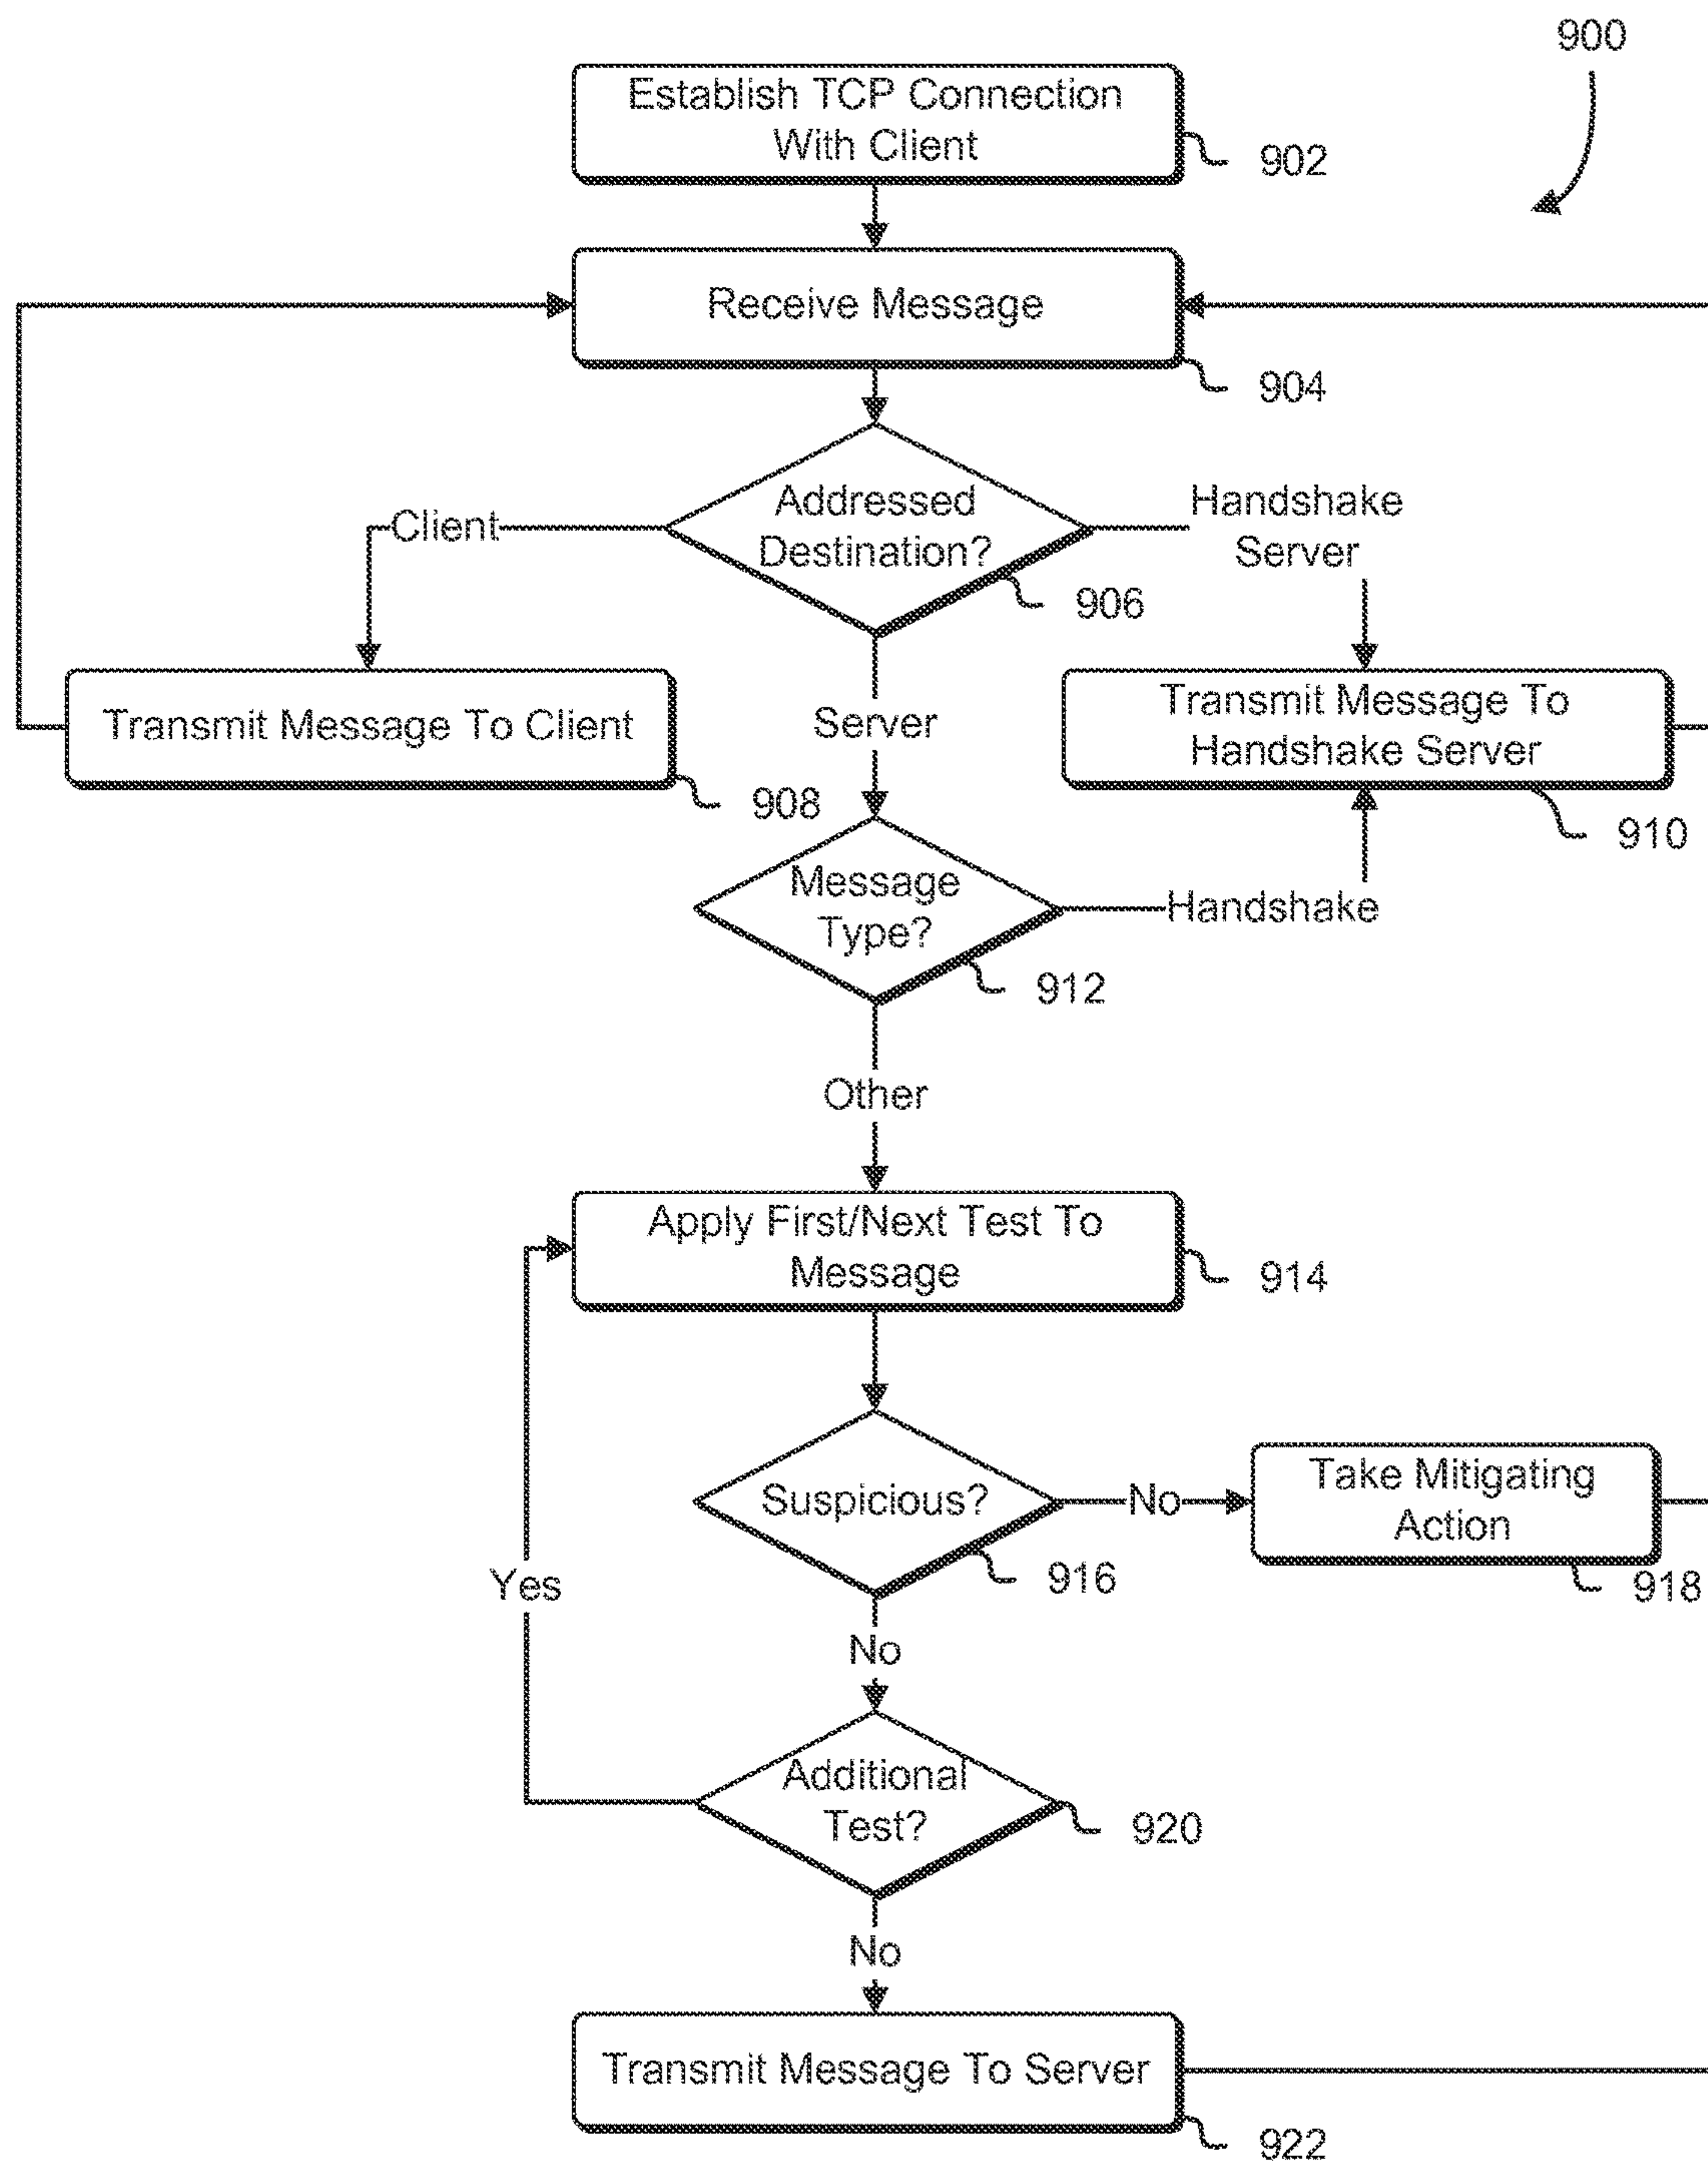 900
Establish TCP Connection
With Client
902
Receive Message
904
Addressed
Destination?
906
Client
Handshake
Server
Transmit Message To Client
908
Server
Transmit Message To
Handshake Server
910
Message
Type?
912
Handshake
Other
Apply First/Next Test To
Message
914
Suspicious?
916
No
Take Mitigating
Action
918
Yes
No
Additional
Test?
920
No
Transmit Message To Server
922